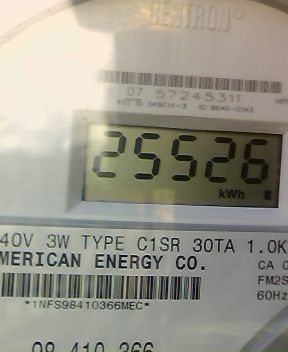 CENTRON®
07 57245311
25526
kWh
40V 3W TYPE C1SR 30TA 1.0K
MERICAN ENERGY CO.
CA 0
FM2S
60Hz
*1NFS98410366MEC*
98 410 366